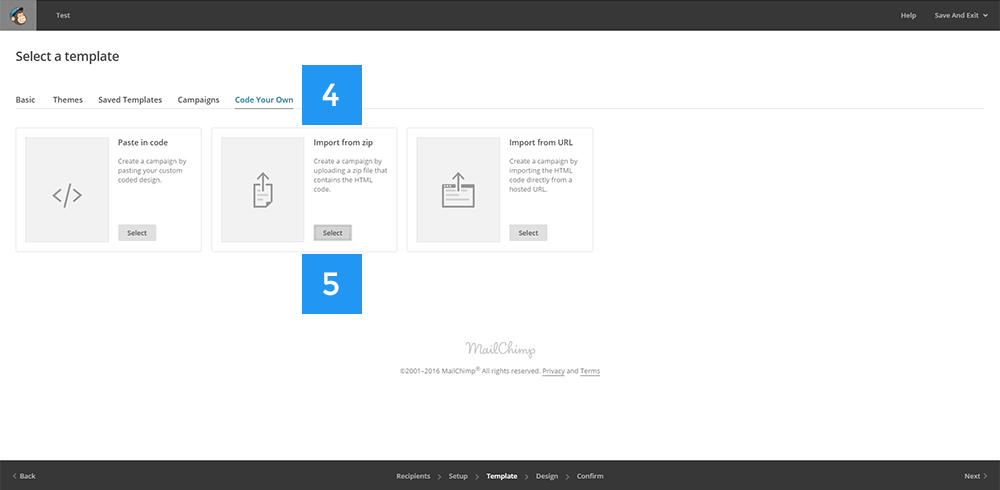 Test
Help
Save And Exit
Select a template
Basic
Themes
Saved Templates
Campaigns
Code Your Own
4
Paste in code
Create a campaign by
pasting your custom
coded design.
Select
Import from zip
Create a campaign by
uploading a zip file that
contains the HTML
code.
Select
Import from URL
Create a campaign by
importing the HTML
code directly from a
hosted URL.
Select
5
MailChimp
©2001–2016 MailChimp® All rights reserved. Privacy and Terms
Back
Recipients
Setup
Template
Design
Confirm
Next